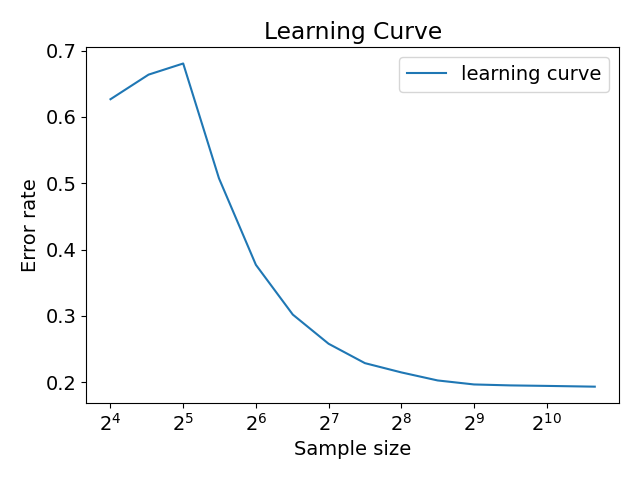 Learning Curve
learning curve
Error rate
0.7
0.6
0.5
0.4
0.3
0.2
2⁴ 2⁵ 2⁶ 2⁷ 2⁸ 2⁹ 2¹⁰
Sample size